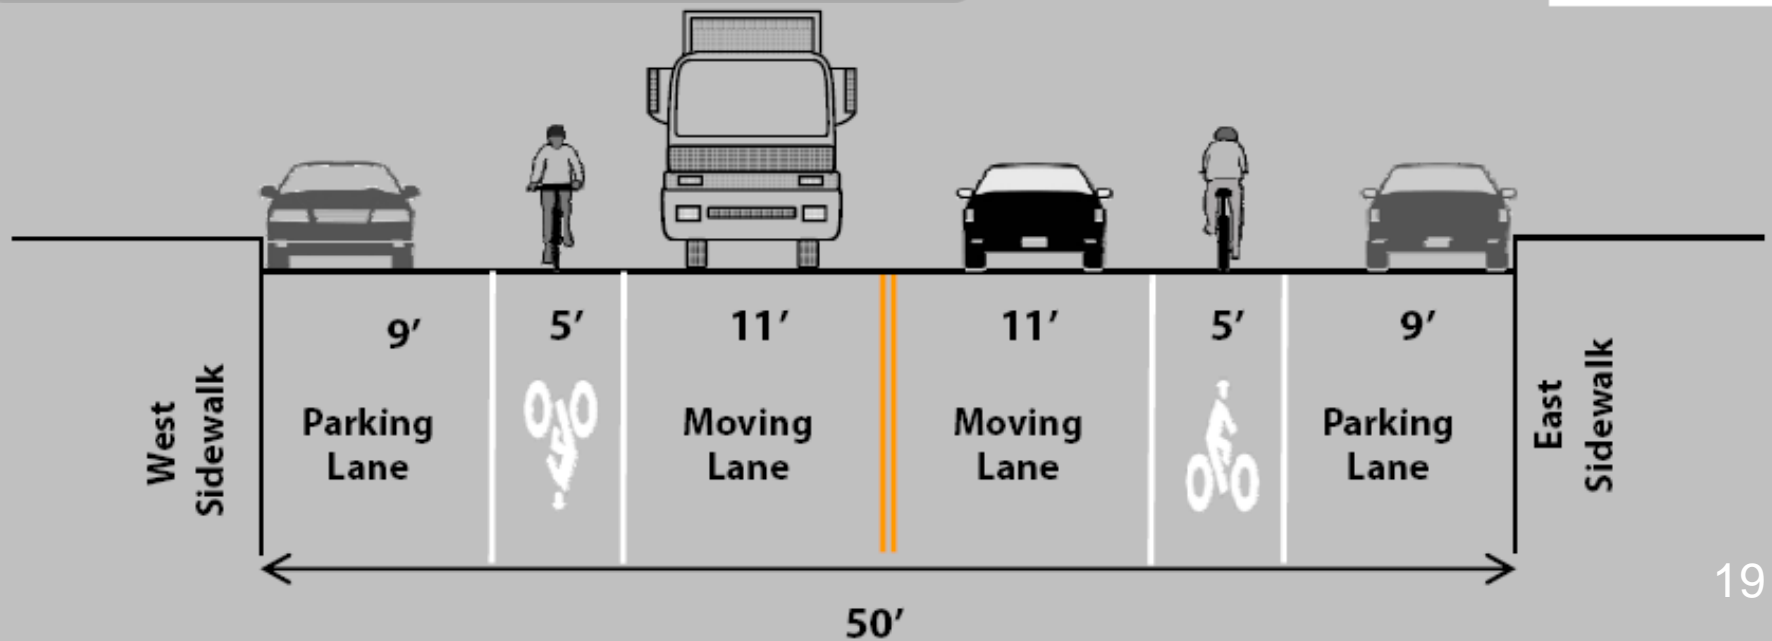 9’
5’
11’
11’
5’
9’
West
Sidewalk
Parking
Lane
Moving
Lane
Moving
Lane
Parking
Lane
East
Sidewalk
50’
19